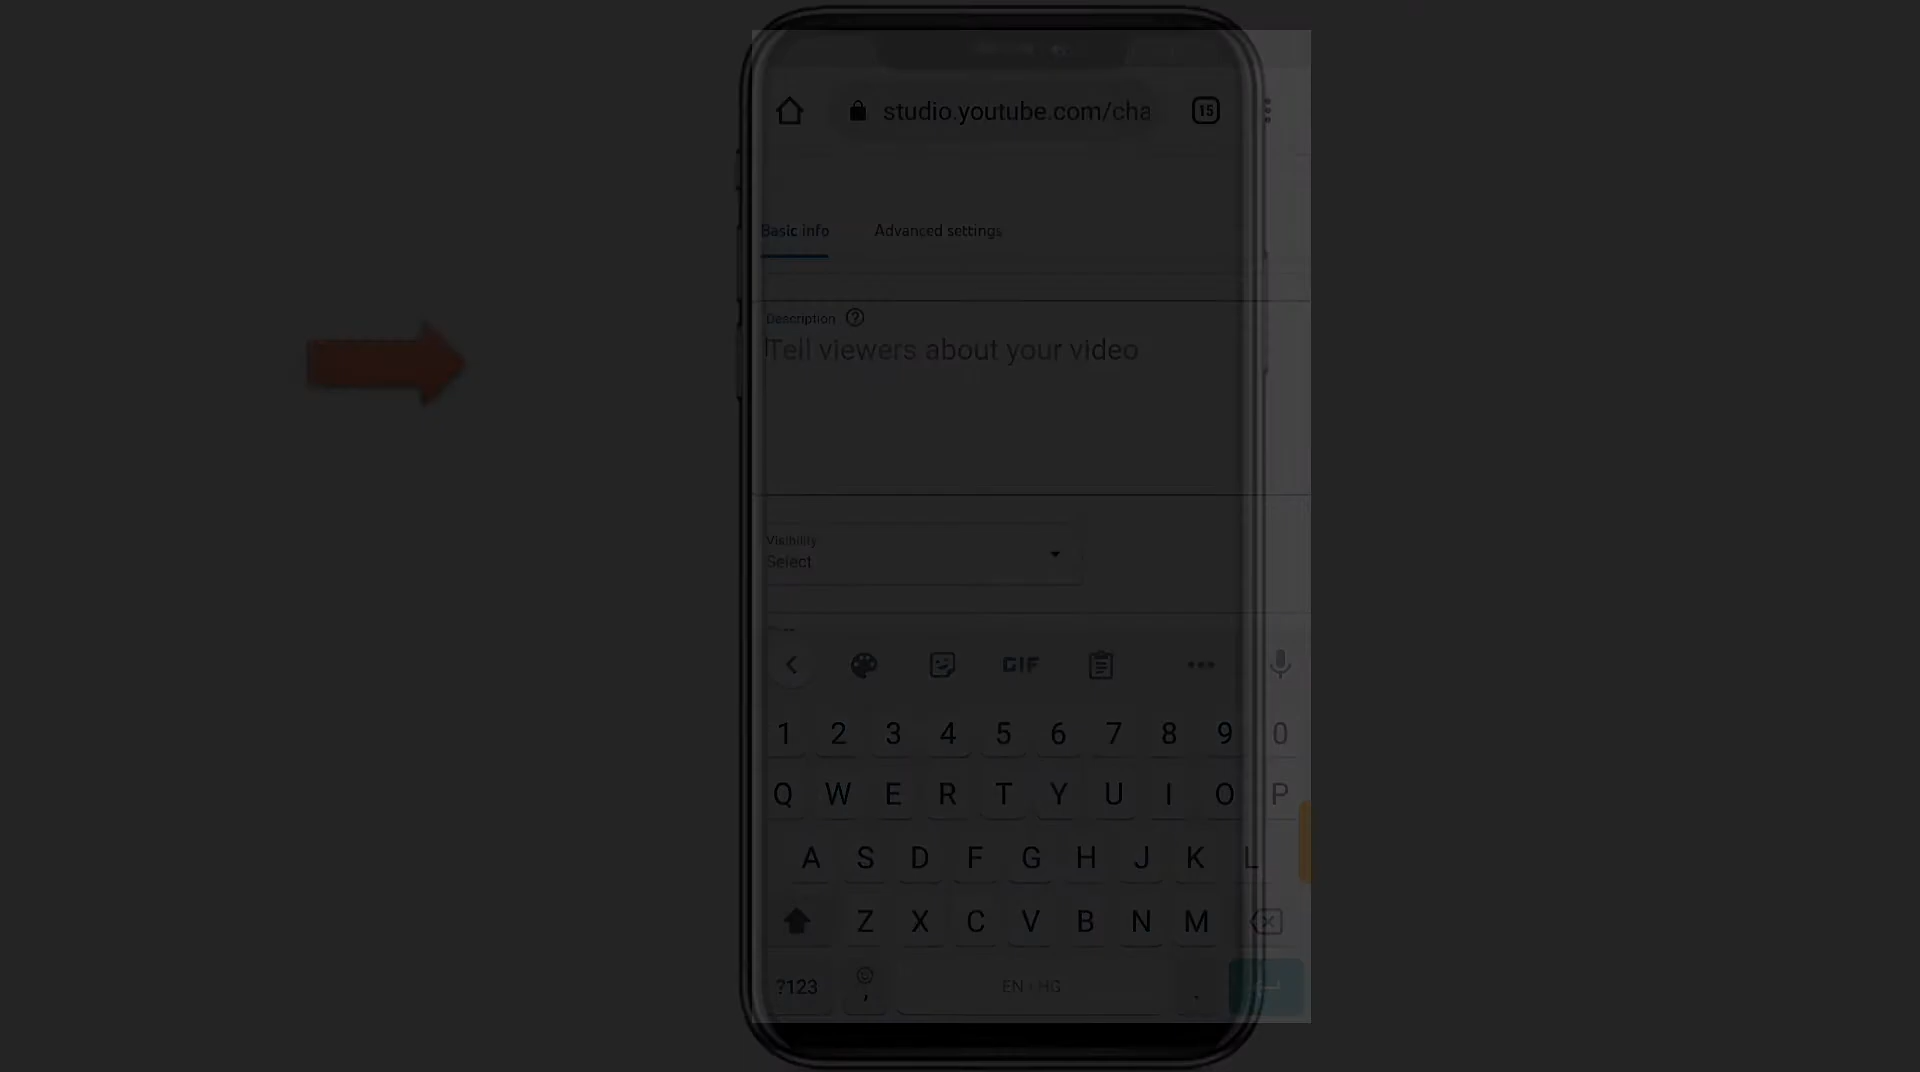 studio.youtube.com/cha
15
Basic info Advanced settings
Description ?
Tell viewers about your video
Visibility
Select
GIF
1 2 3 4 5 6 7 8 9 0
Q W E R T Y U I O P
A S D F G H J K L
Z X C V B N M
?123 , EN · HG .